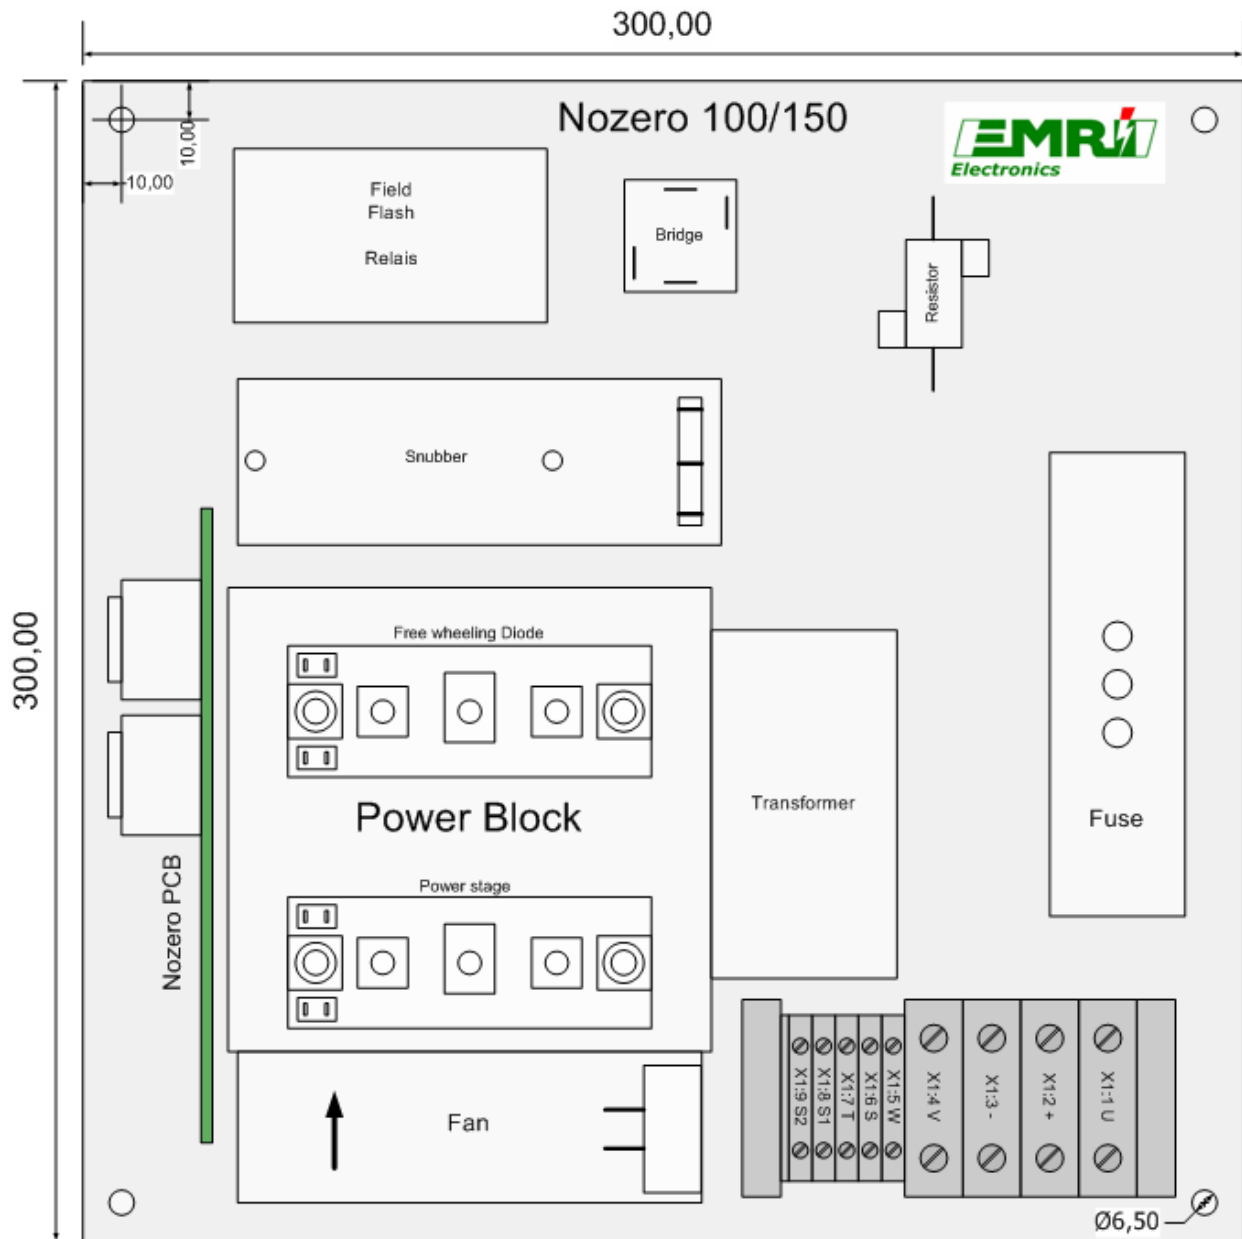 300,00
Nozero 100/150
EMRI
Electronics
10,00
10,00
Field
Flash
Relais
Bridge
Resistor
Snubber
300,00
Free wheeling Diode
Power Block
Transformer
Fuse
Nozero PCB
Power stage
Fan
X1:9 S2
X1:8 S1
X1:7 T
X1:6 S
X1:5 W
X1:4 V
X1:3 -
X1:2 +
X1:1 U
Ø6,50